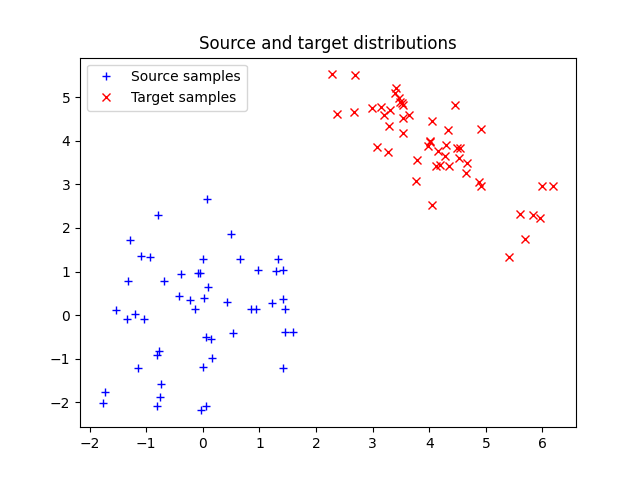 Source and target distributions
Source samples
Target samples
5
4
3
2
1
0
−1
−2
−2 −1 0 1 2 3 4 5 6